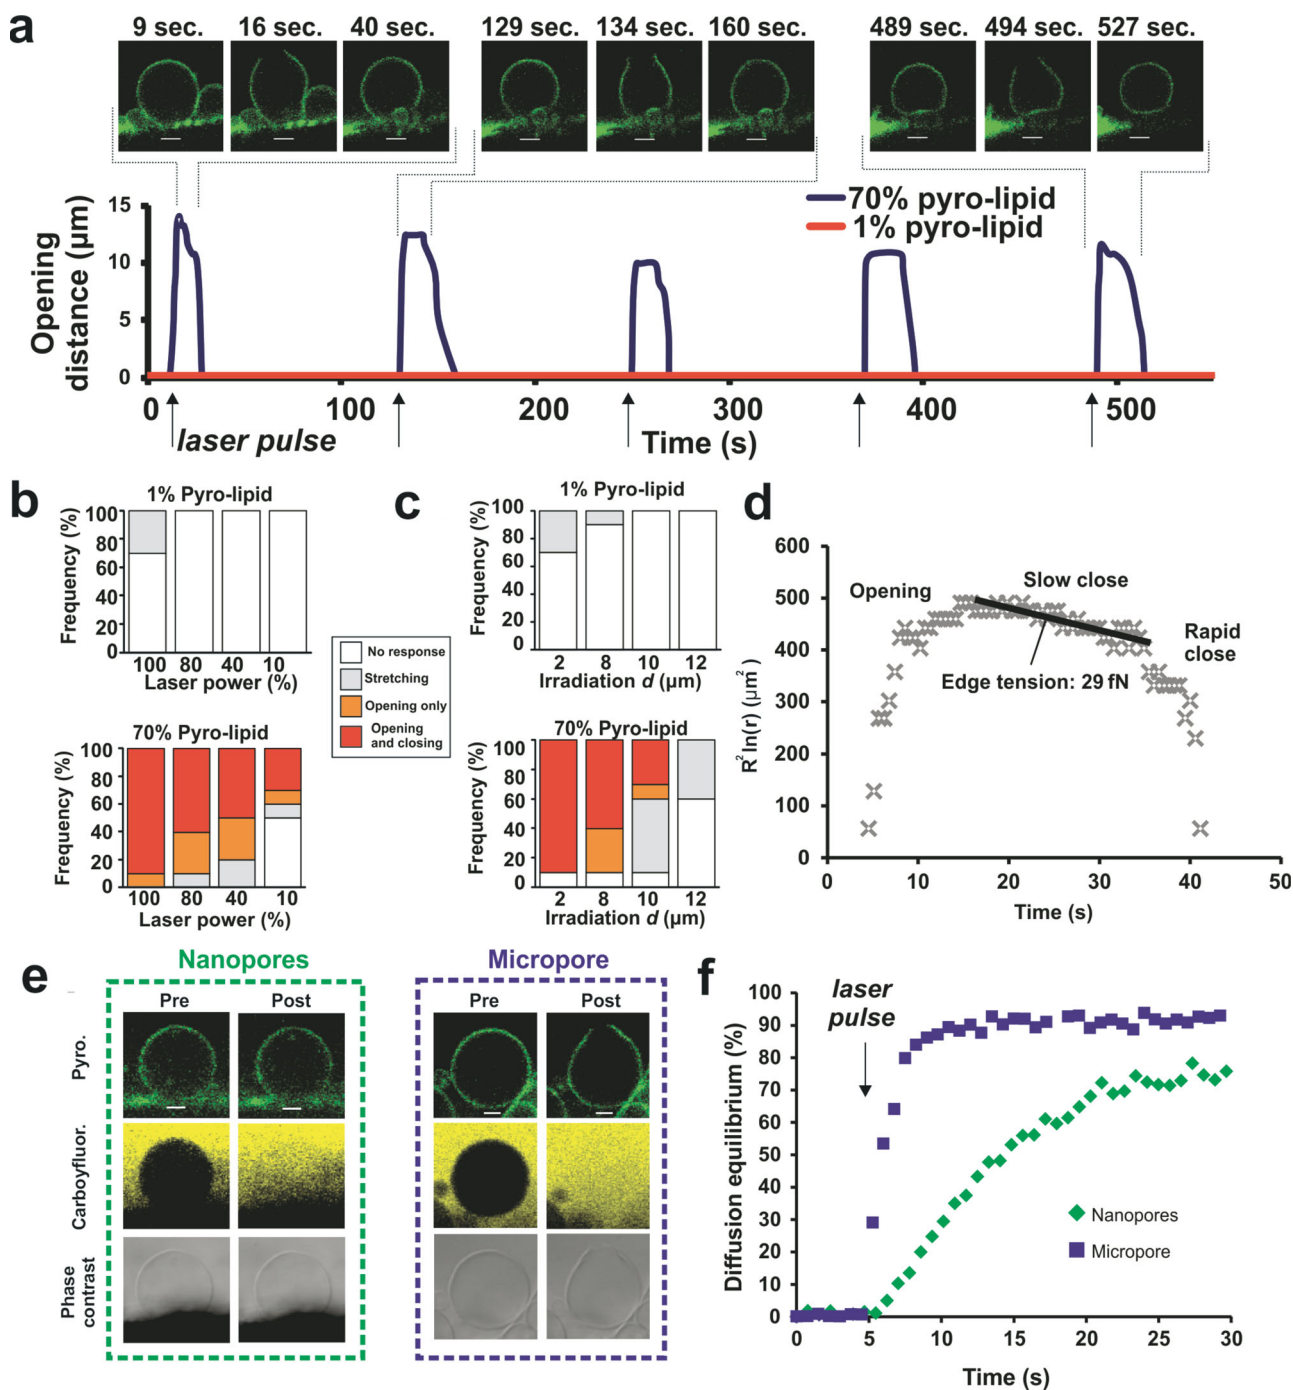 a
9 sec. 16 sec. 40 sec. 129 sec. 134 sec. 160 sec. 489 sec. 494 sec. 527 sec.
70% pyro-lipid
1% pyro-lipid
Opening
distance (µm)
15
10
5
0
0 100 200 300 400 500
laser pulse
Time (s)
b
1% Pyro-lipid
Frequency (%)
100
80
60
40
20
0
100 80 40 10
Laser power (%)
70% Pyro-lipid
Frequency (%)
100
80
60
40
20
0
100 80 40 10
Laser power (%)
No response
Stretching
Opening only
Opening
and closing
c
1% Pyro-lipid
Frequency (%)
100
80
60
40
20
0
2 8 10 12
Irradiation d (µm)
70% Pyro-lipid
Frequency (%)
100
80
60
40
20
0
2 8 10 12
Irradiation d (µm)
d
R²ln(r) (µm²)
600
500
400
300
200
100
0
Opening
Slow close
Rapid
close
Edge tension: 29 fN
0 10 20 30 40 50
Time (s)
e
Nanopores
Pre Post
Pyro.
Carboyfluor.
Phase
contrast
Micropore
Pre Post
f
Diffusion equilibrium (%)
100
90
80
70
60
50
40
30
20
10
0
laser
pulse
Nanopores
Micropore
0 5 10 15 20 25 30
Time (s)